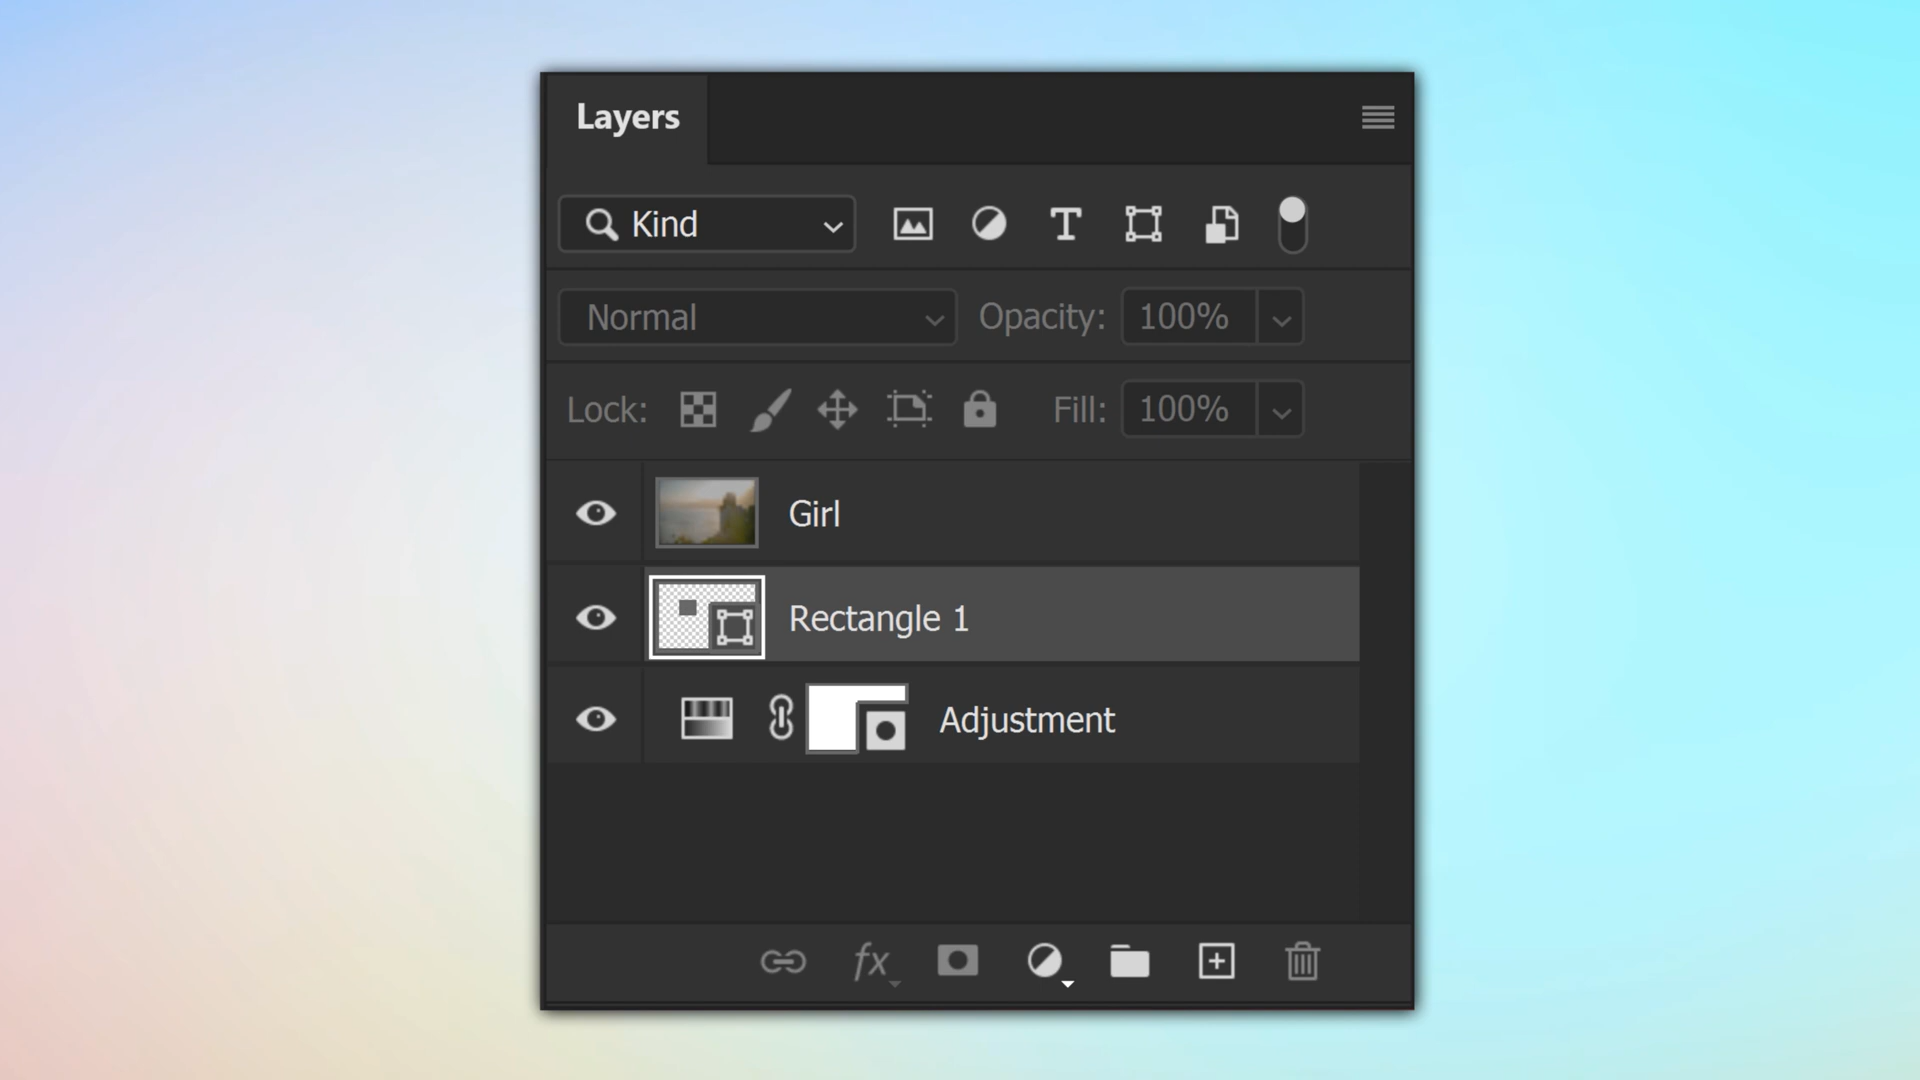 Layers
Kind
Normal Opacity: 100%
Lock: Fill: 100%
Girl
Rectangle 1
Adjustment
fx